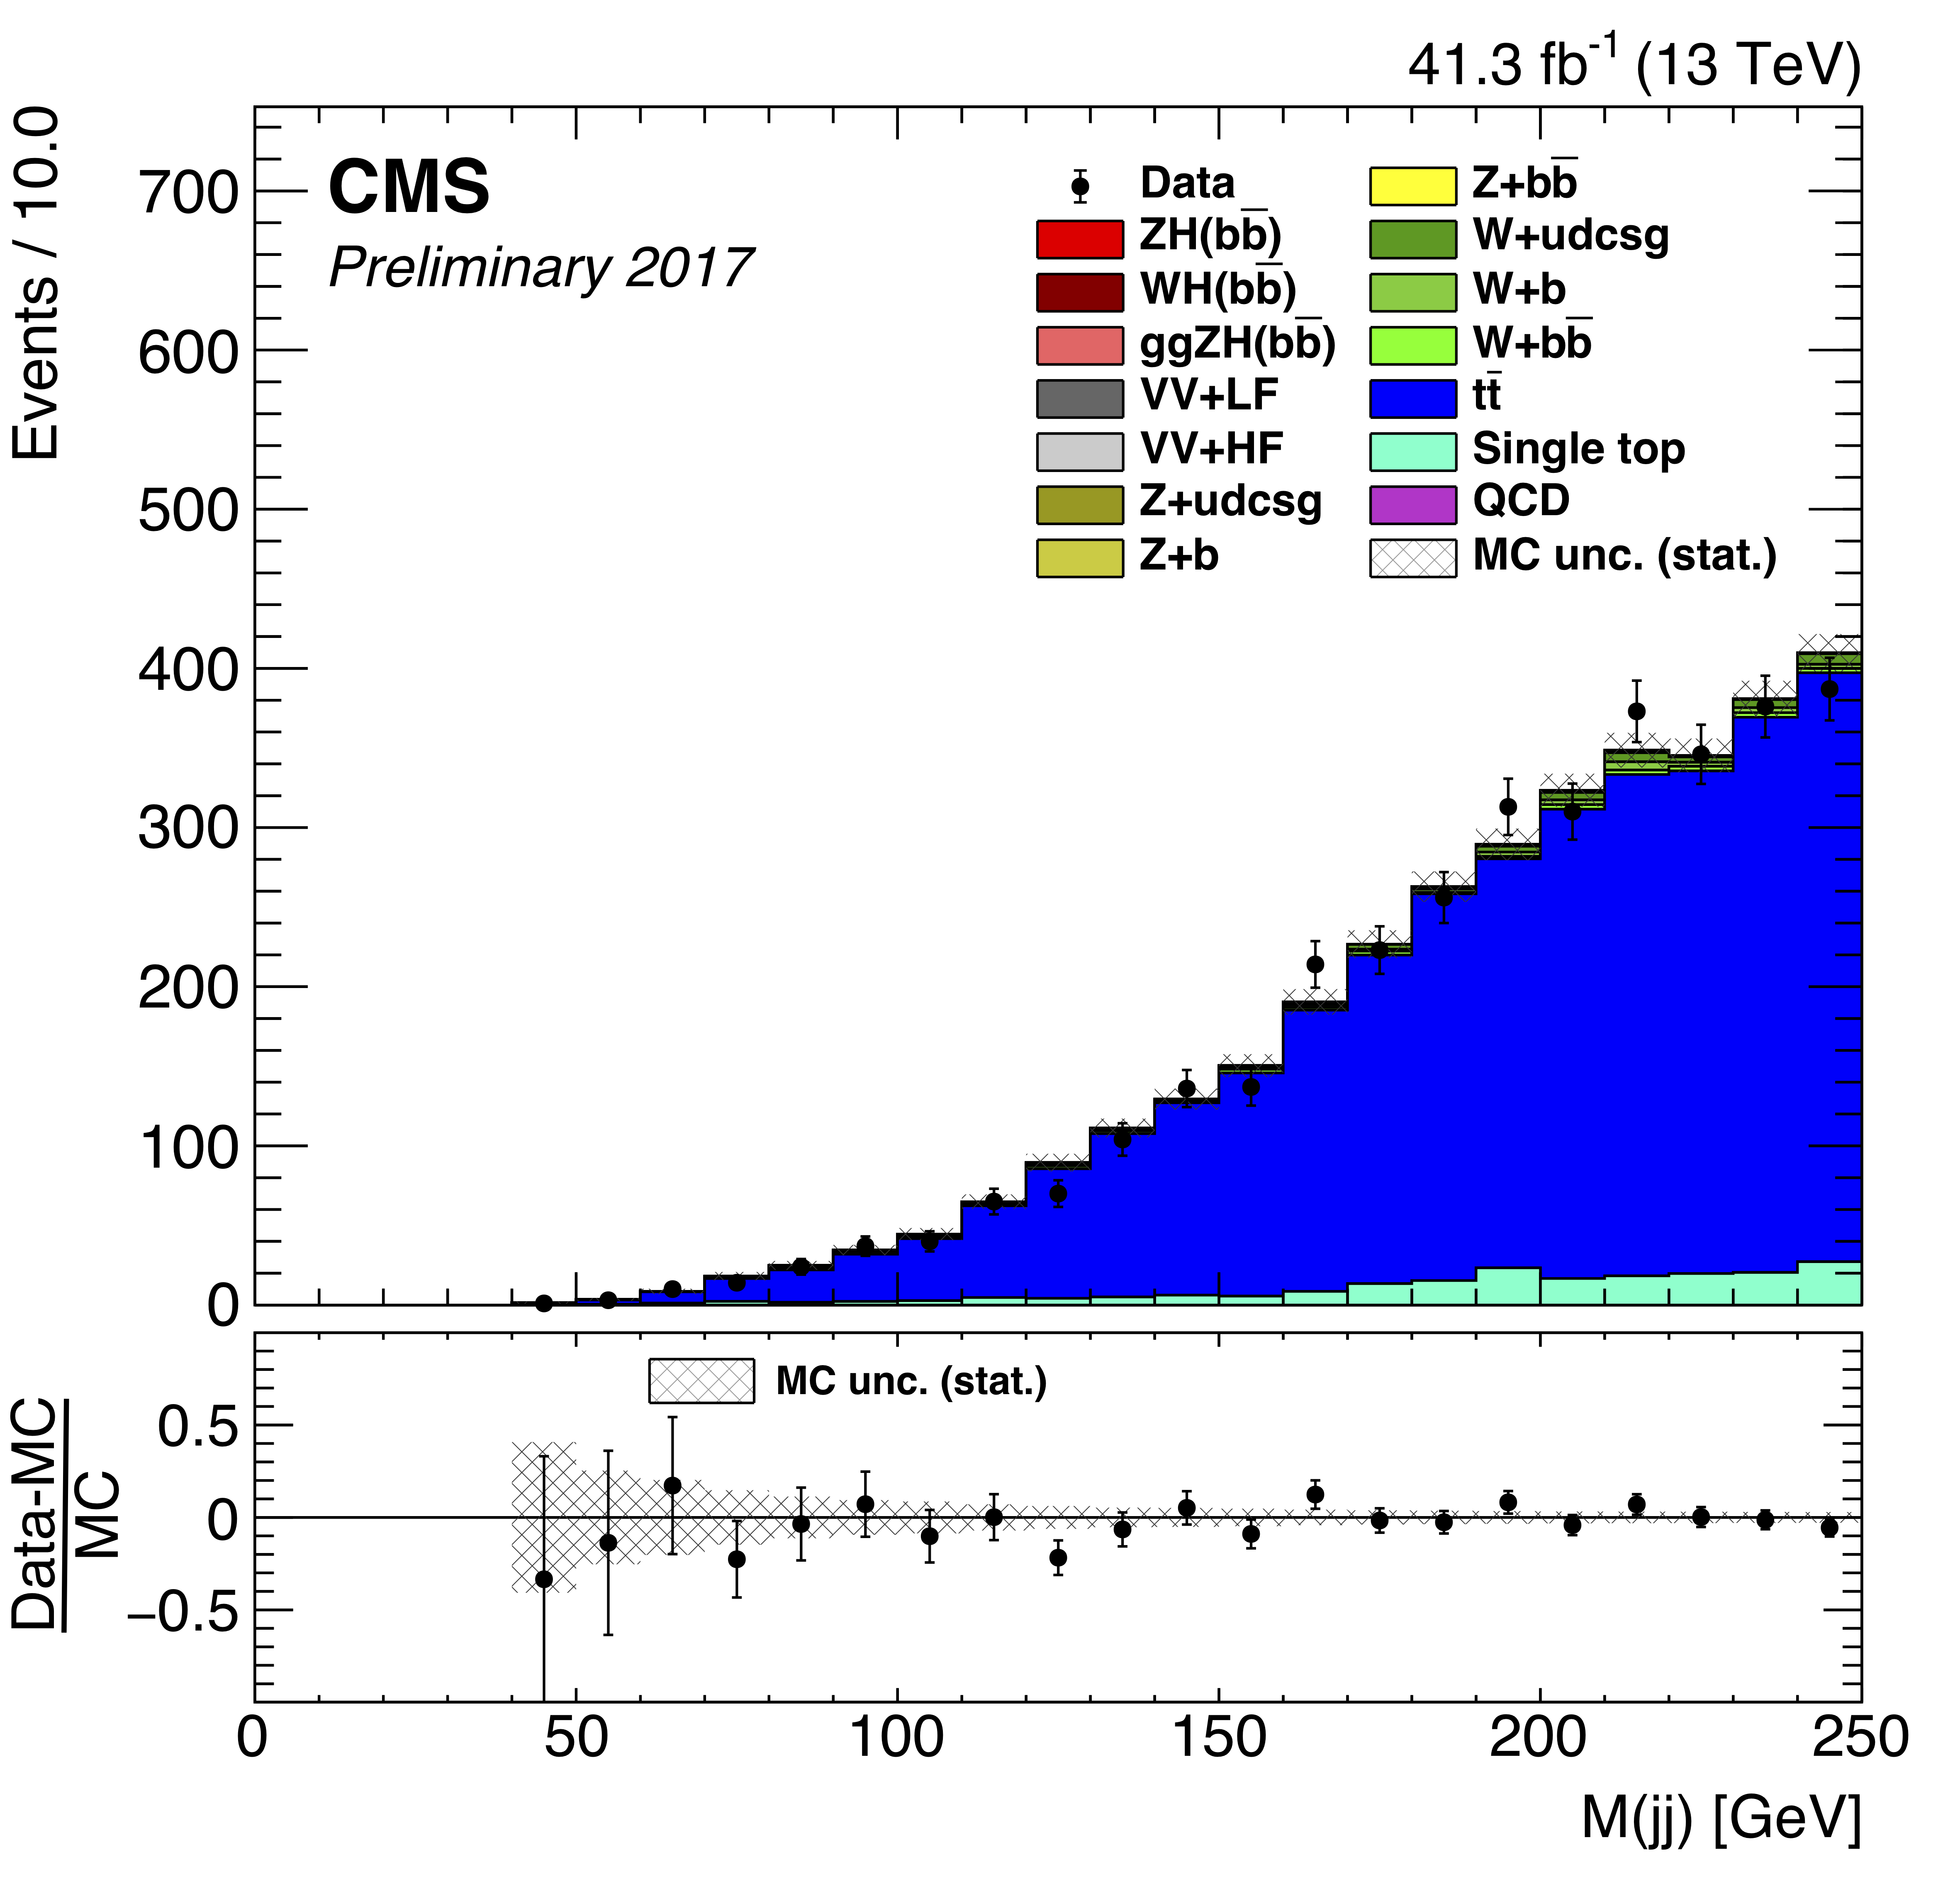 41.3 fb⁻¹ (13 TeV)
Events / 10.0
CMS
Preliminary 2017
Data
ZH(bb̅)
WH(bb̅)
ggZH(bb̅)
VV+LF
VV+HF
Z+udcsg
Z+b
Z+bb̅
W+udcsg
W+b
W+bb̅
tt̅
Single top
QCD
MC unc. (stat.)
700
600
500
400
300
200
100
0
MC unc. (stat.)
Data-MC
MC
0.5
0
−0.5
0 50 100 150 200 250
M(jj) [GeV]